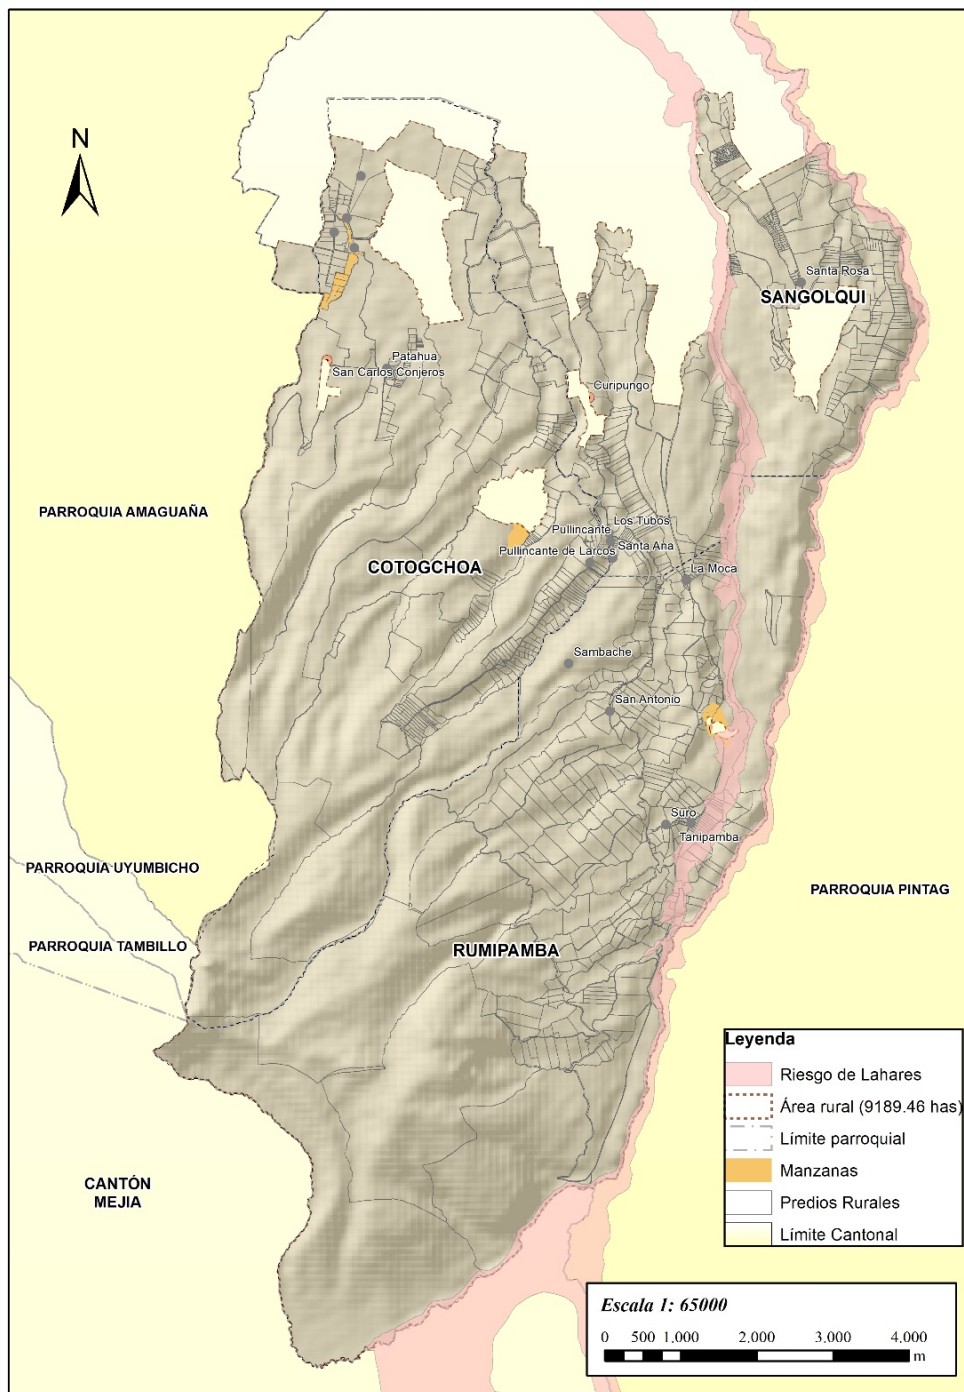 N
Santa Rosa
SANGOLQUI
Patahua
San Carlos Conjeros
Curipungo
PARROQUIA AMAGUAÑA
Los Tubos
Pullincante
Santa Ana
Pullincante de Larcos
COTOGCHOA
La Moca
Sambache
San Antonio
Suro
Tanipamba
PARROQUIA UYUMBICHO
PARROQUIA PINTAG
PARROQUIA TAMBILLO
RUMIPAMBA
CANTÓN
MEJIA
Leyenda
Riesgo de Lahares
Área rural (9189.46 has)
Límite parroquial
Manzanas
Predios Rurales
Límite Cantonal
Escala 1: 65000
0 500 1,000 2,000 3,000 4,000
m